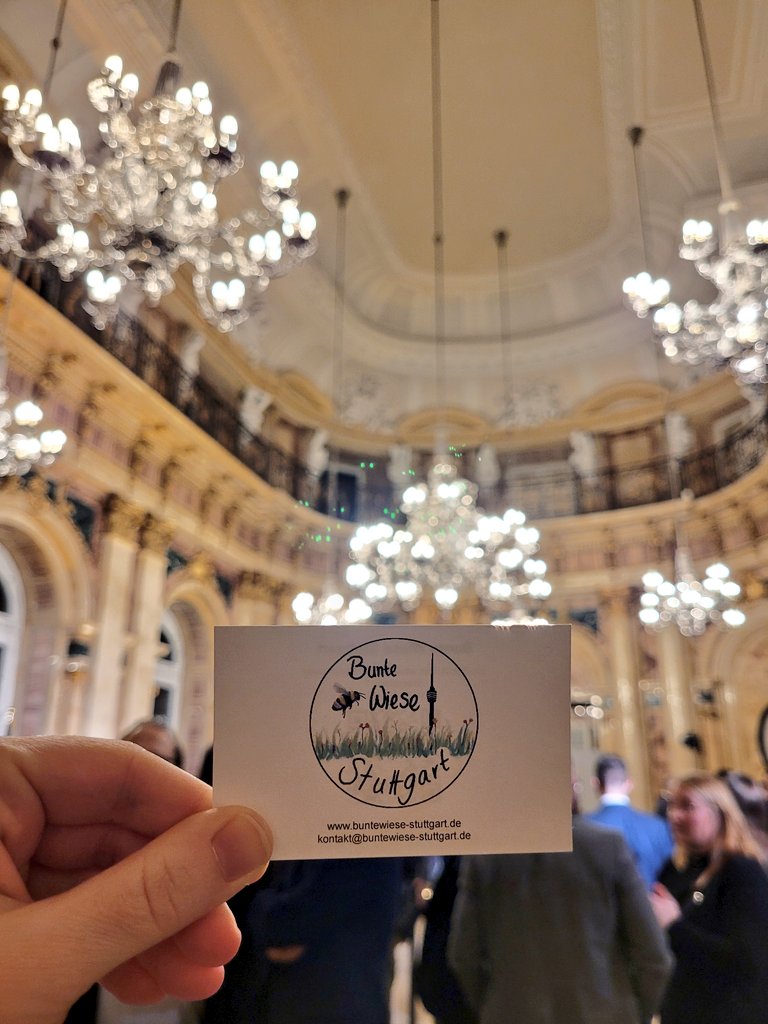 Bunte
Wiese
Stuttgart
www.buntewiese-stuttgart.de
kontakt@buntewiese-stuttgart.de